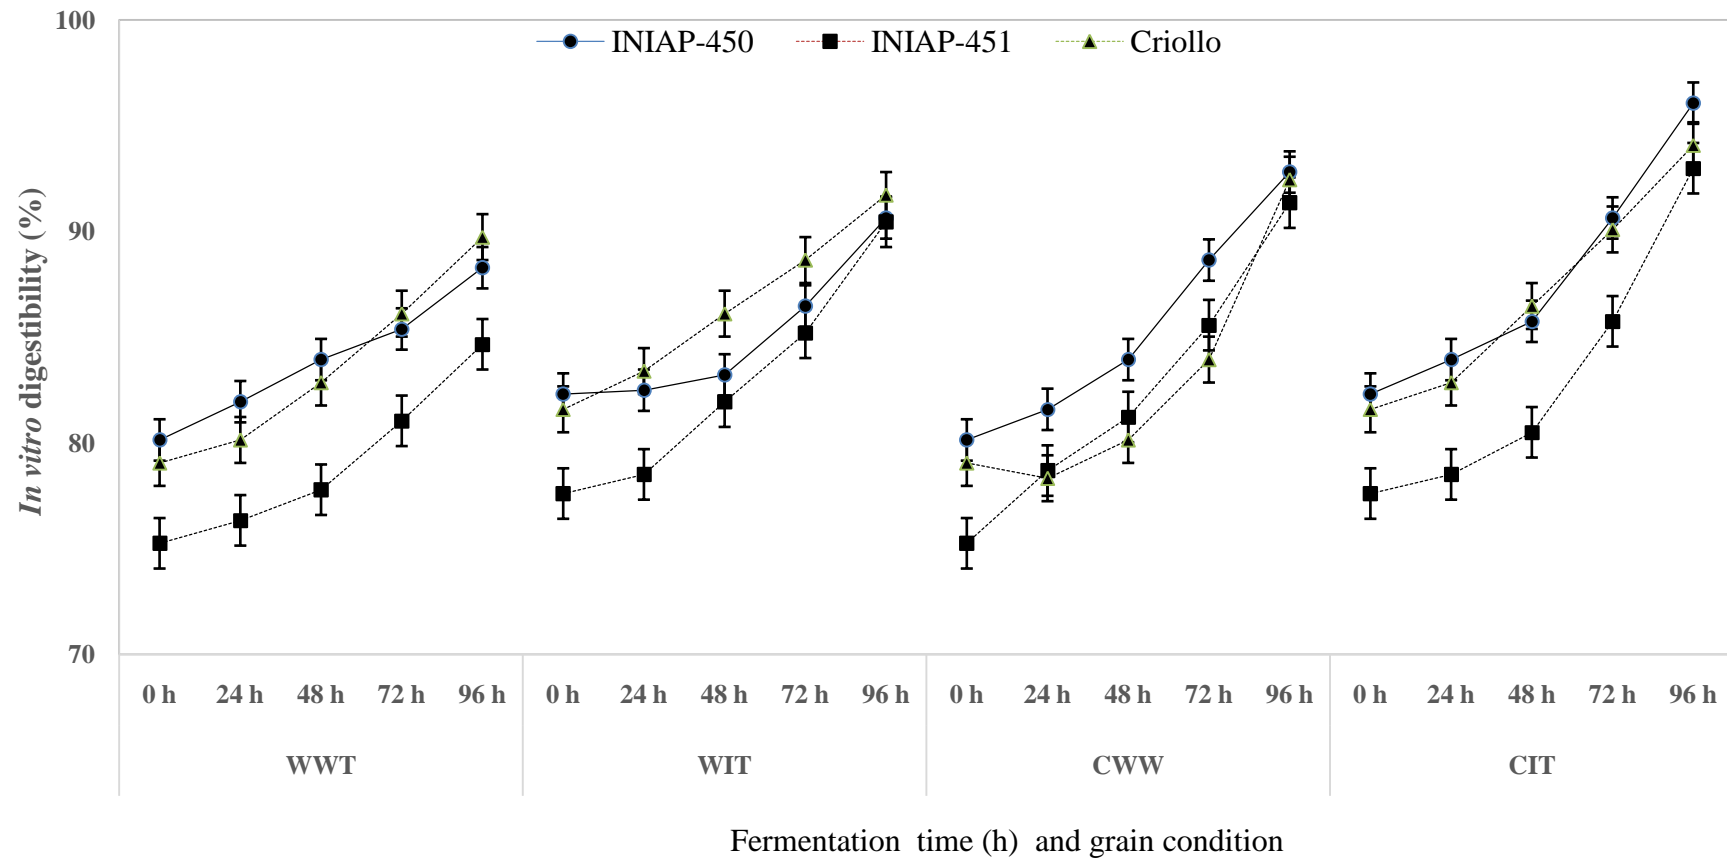 100
INIAP-450 INIAP-451 Criollo
90
80
70
In vitro digestibility (%)
0 h 24 h 48 h 72 h 96 h 0 h 24 h 48 h 72 h 96 h 0 h 24 h 48 h 72 h 96 h 0 h 24 h 48 h 72 h 96 h
WWT WIT CWW CIT
Fermentation time (h) and grain condition